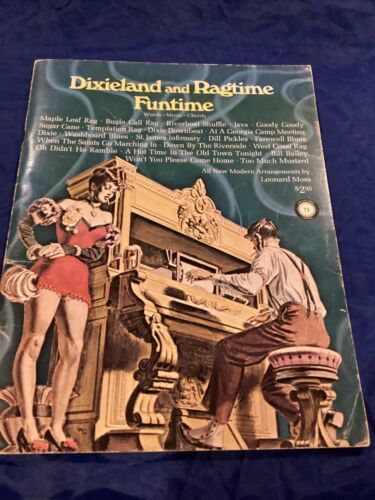 Dixieland and Ragtime
Funtime
Words – Music – Chords
Maple Leaf Rag · Bugle Call Rag · Riverboat Shuffle · Java · Goody Goody
Sugar Cane · Temptation Rag · Dixie Downbeat · At A Georgia Camp Meeting
Dixie · Washboard Blues · St James Infirmary · Dill Pickles · Farewell Blues
When The Saints Go Marching In · Down By The Riverside · West Coast Rag
Oh Didn't He Ramble · A Hot Time In The Old Town Tonight · Bill Bailey,
Won't You Please Come Home · Too Much Mustard
All New Modern Arrangements by
Leonard Moss
$2.95